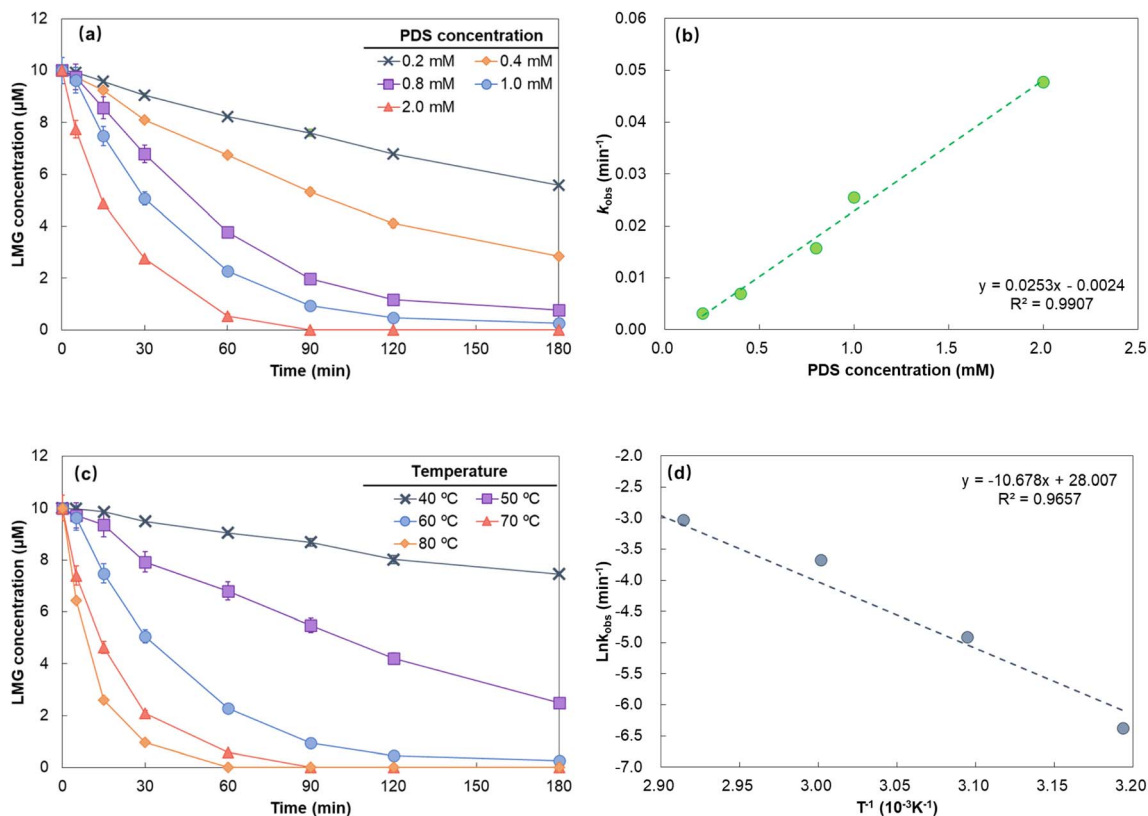 (a)
PDS concentration
0.2 mM
0.4 mM
0.8 mM
1.0 mM
2.0 mM
LMG concentration (µM)
12
10
8
6
4
2
0
0 30 60 90 120 150 180
Time (min)
(b)
kobs (min⁻¹)
0.06
0.05
0.04
0.03
0.02
0.01
0.00
y = 0.0253x - 0.0024
R² = 0.9907
0.0 0.5 1.0 1.5 2.0 2.5
PDS concentration (mM)
(c)
Temperature
40 ºC
50 ºC
60 ºC
70 ºC
80 ºC
LMG concentration (µM)
12
10
8
6
4
2
0
0 30 60 90 120 150 180
Time (min)
(d)
Lnkobs (min⁻¹)
-2.0
-2.5
-3.0
-3.5
-4.0
-4.5
-5.0
-5.5
-6.0
-6.5
-7.0
y = -10.678x + 28.007
R² = 0.9657
2.90 2.95 3.00 3.05 3.10 3.15 3.20
T⁻¹ (10⁻³K⁻¹)